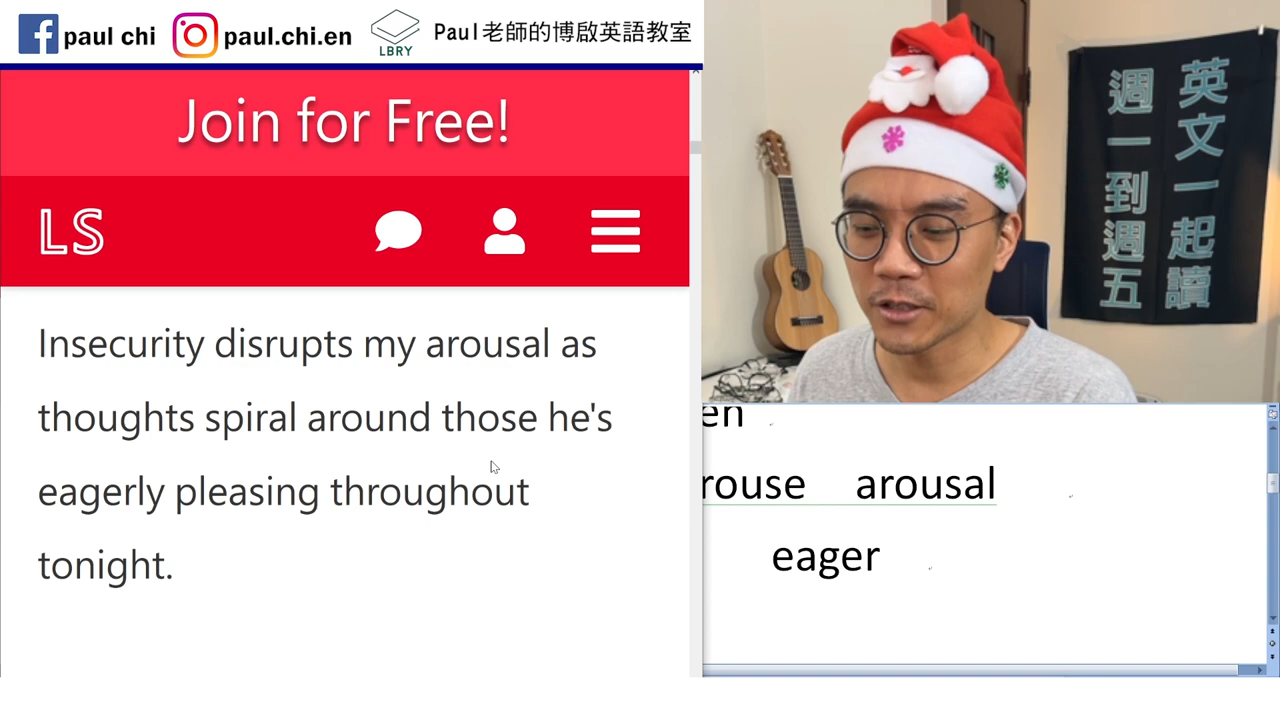 paul chi
paul.chi.en
LBRY
Paul老師的博啟英語教室
Join for Free!
LS
Insecurity disrupts my arousal as
thoughts spiral around those he's
eagerly pleasing throughout
tonight.
英文一起讀
週一到週五
en
rouse arousal
eager